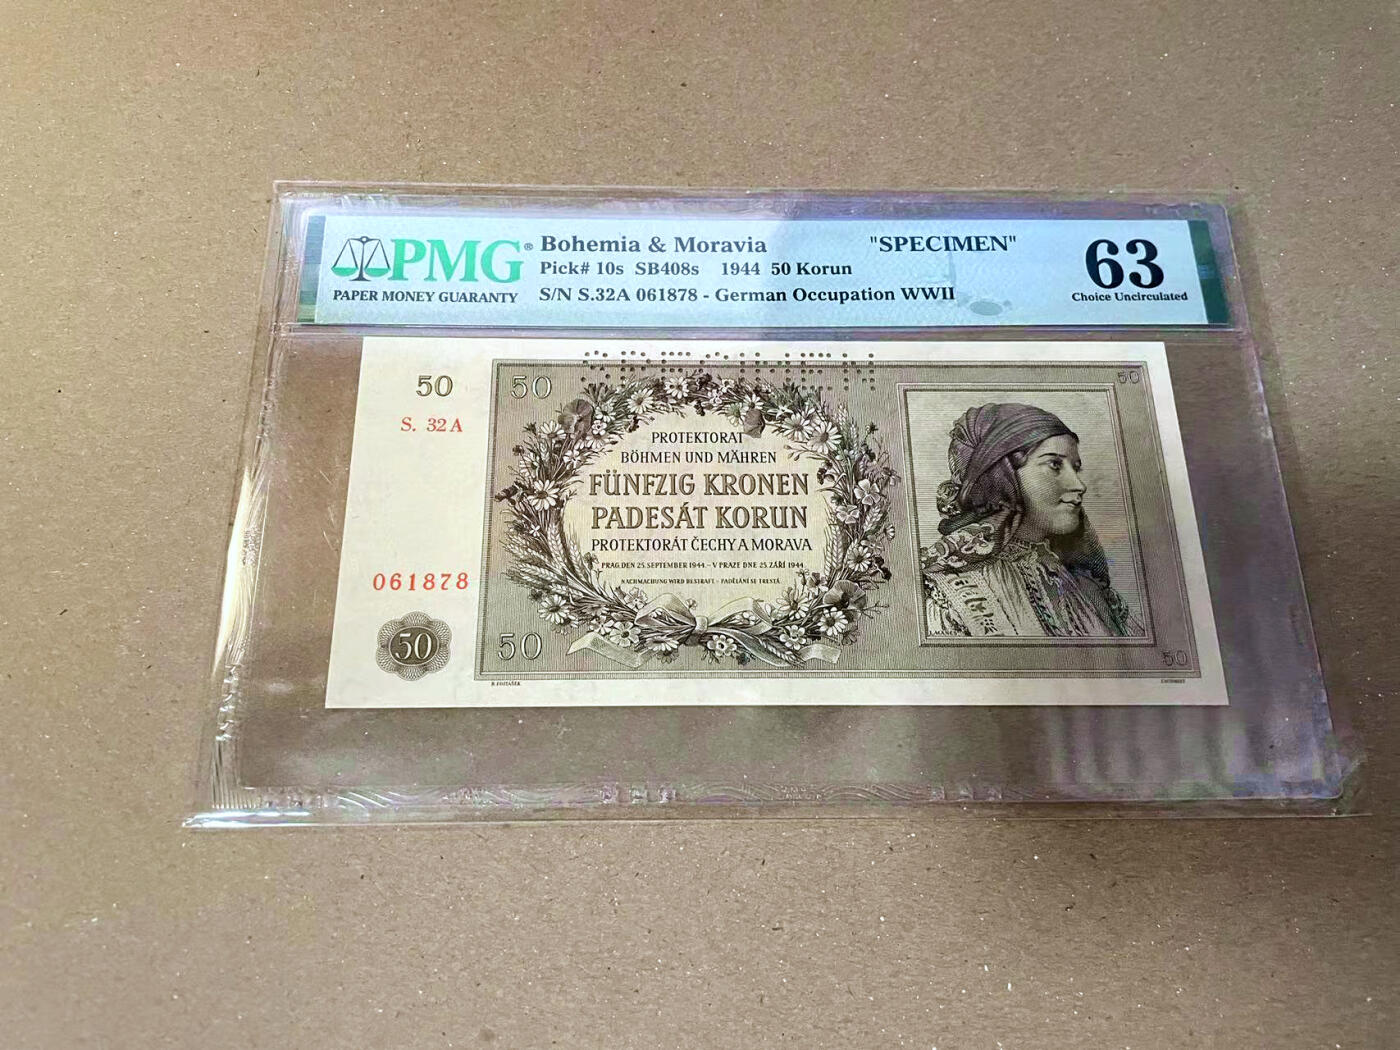 PMG®
PAPER MONEY GUARANTY
Bohemia & Moravia "SPECIMEN"
Pick# 10s SB408s 1944 50 Korun
S/N S.32A 061878 - German Occupation WWII
63
Choice Uncirculated
SPECIMEN
50 50 50
S. 32 A
PROTEKTORAT
BÖHMEN UND MÄHREN
FÜNFZIG KRONEN
PADESÁT KORUN
PROTEKTORÁT ČECHY A MORAVA
PRAG, DEN 25. SEPTEMBER 1944. – V PRAZE DNE 25. ZÁŘÍ 1944.
NACHMACHUNG WIRD BESTRAFT – PADĚLÁNÍ SE TRESTÁ
061878
50 50 50